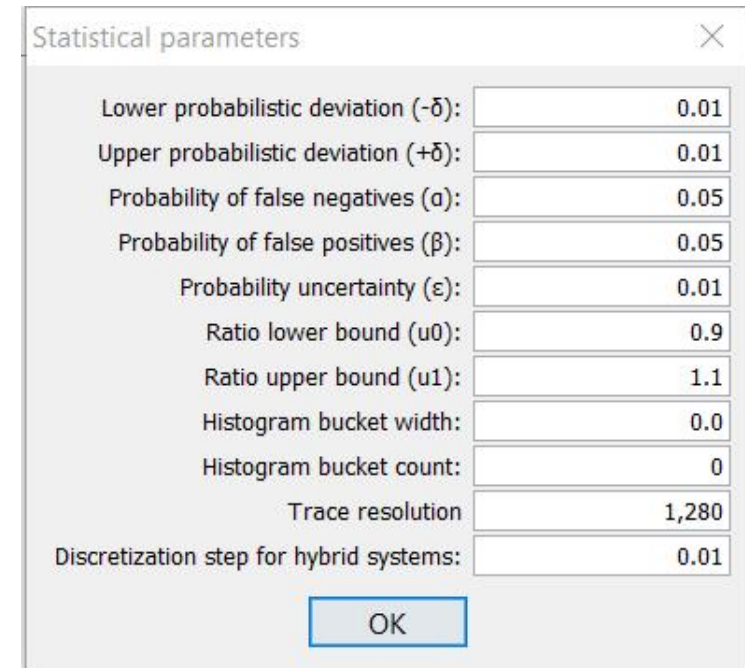 Statistical parameters
Lower probabilistic deviation (-δ): 0.01
Upper probabilistic deviation (+δ): 0.01
Probability of false negatives (α): 0.05
Probability of false positives (β): 0.05
Probability uncertainty (ε): 0.01
Ratio lower bound (u0): 0.9
Ratio upper bound (u1): 1.1
Histogram bucket width: 0.0
Histogram bucket count: 0
Trace resolution 1,280
Discretization step for hybrid systems: 0.01
OK